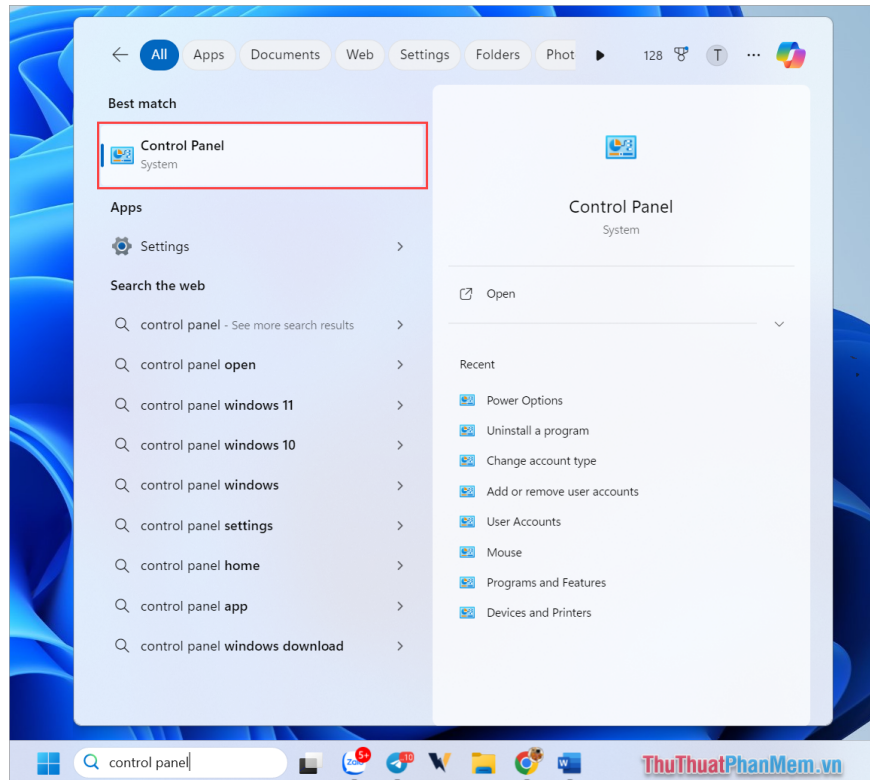 All Apps Documents Web Settings Folders Phot 128 T ...
Best match
Control Panel
System
Apps
Settings
Search the web
control panel - See more search results
control panel open
control panel windows 11
control panel windows 10
control panel windows
control panel settings
control panel home
control panel app
control panel windows download
Control Panel
System
Open
Recent
Power Options
Uninstall a program
Change account type
Add or remove user accounts
User Accounts
Mouse
Programs and Features
Devices and Printers
control panel
Zalo 5+
10
W
ThuThuatPhanMem.vn